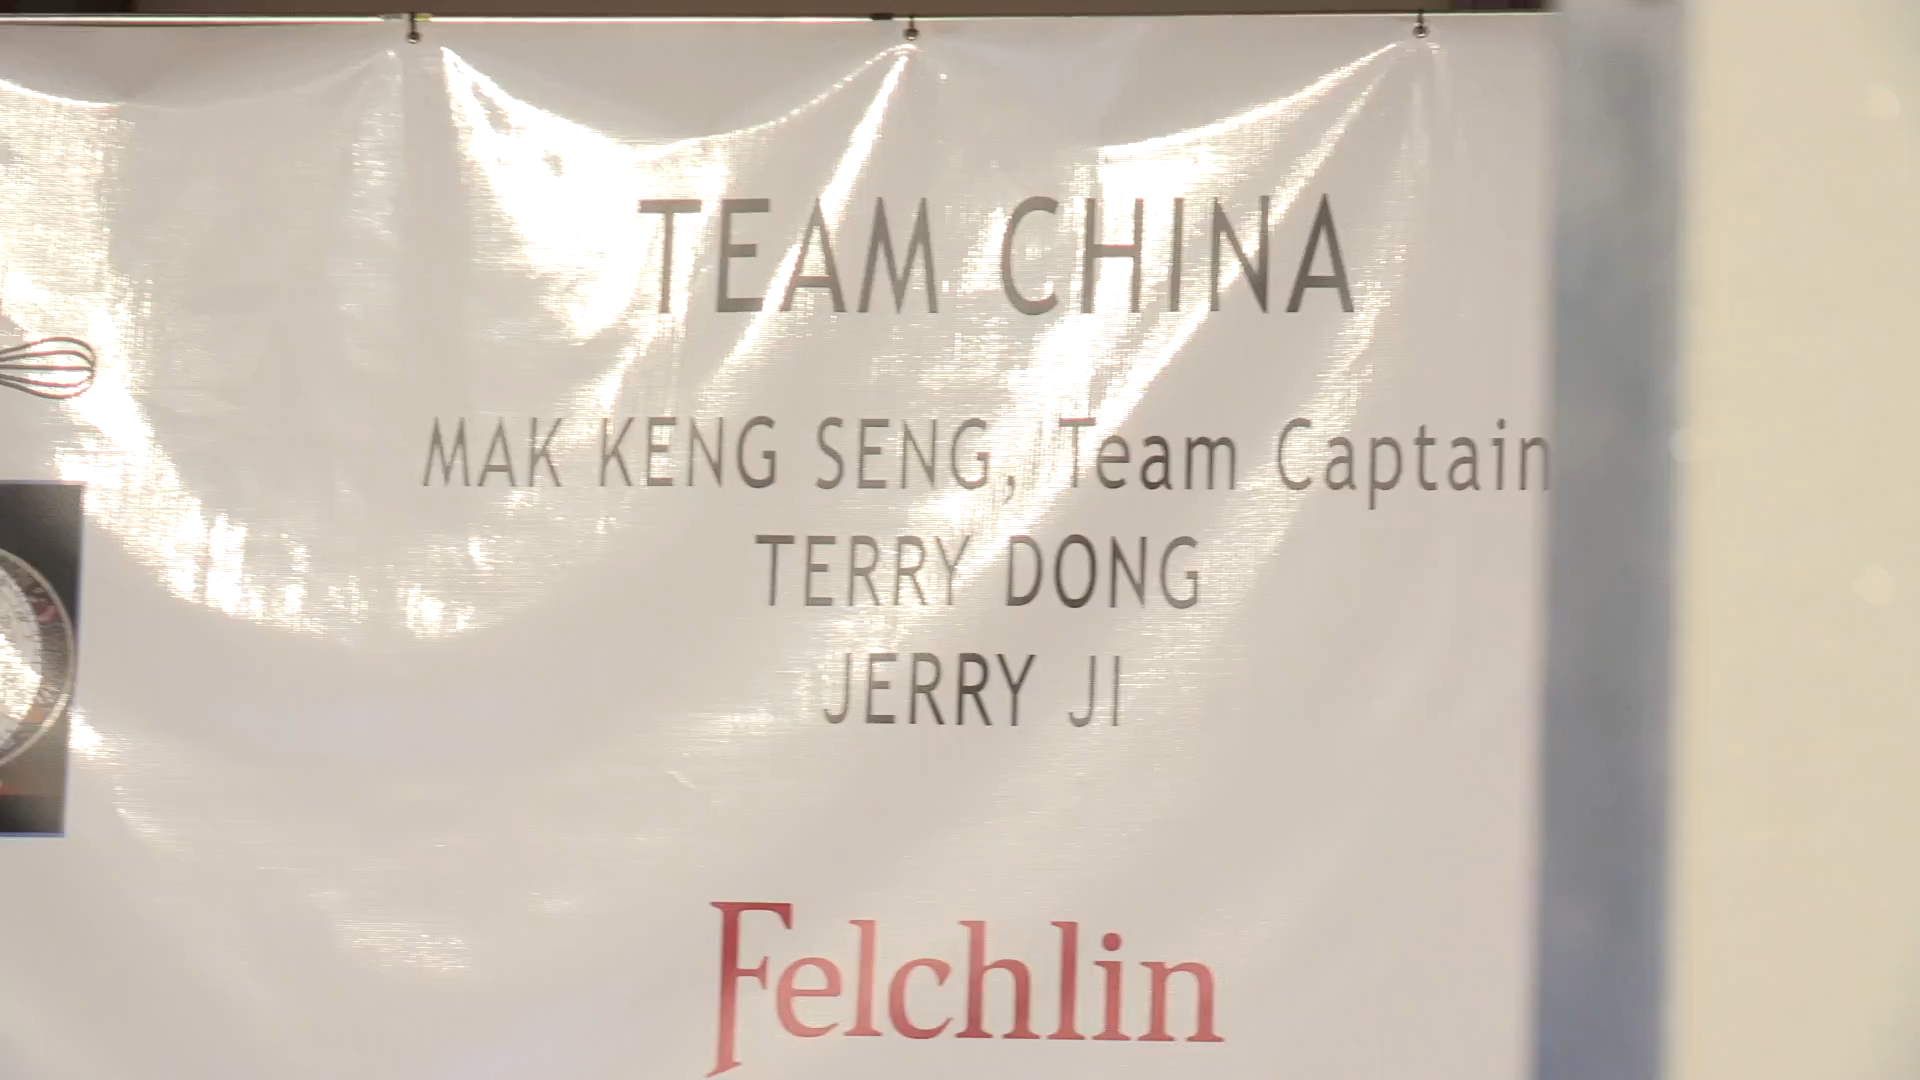 TEAM CHINA
MAK KENG SENG, Team Captain
TERRY DONG
JERRY JI
Felchlin